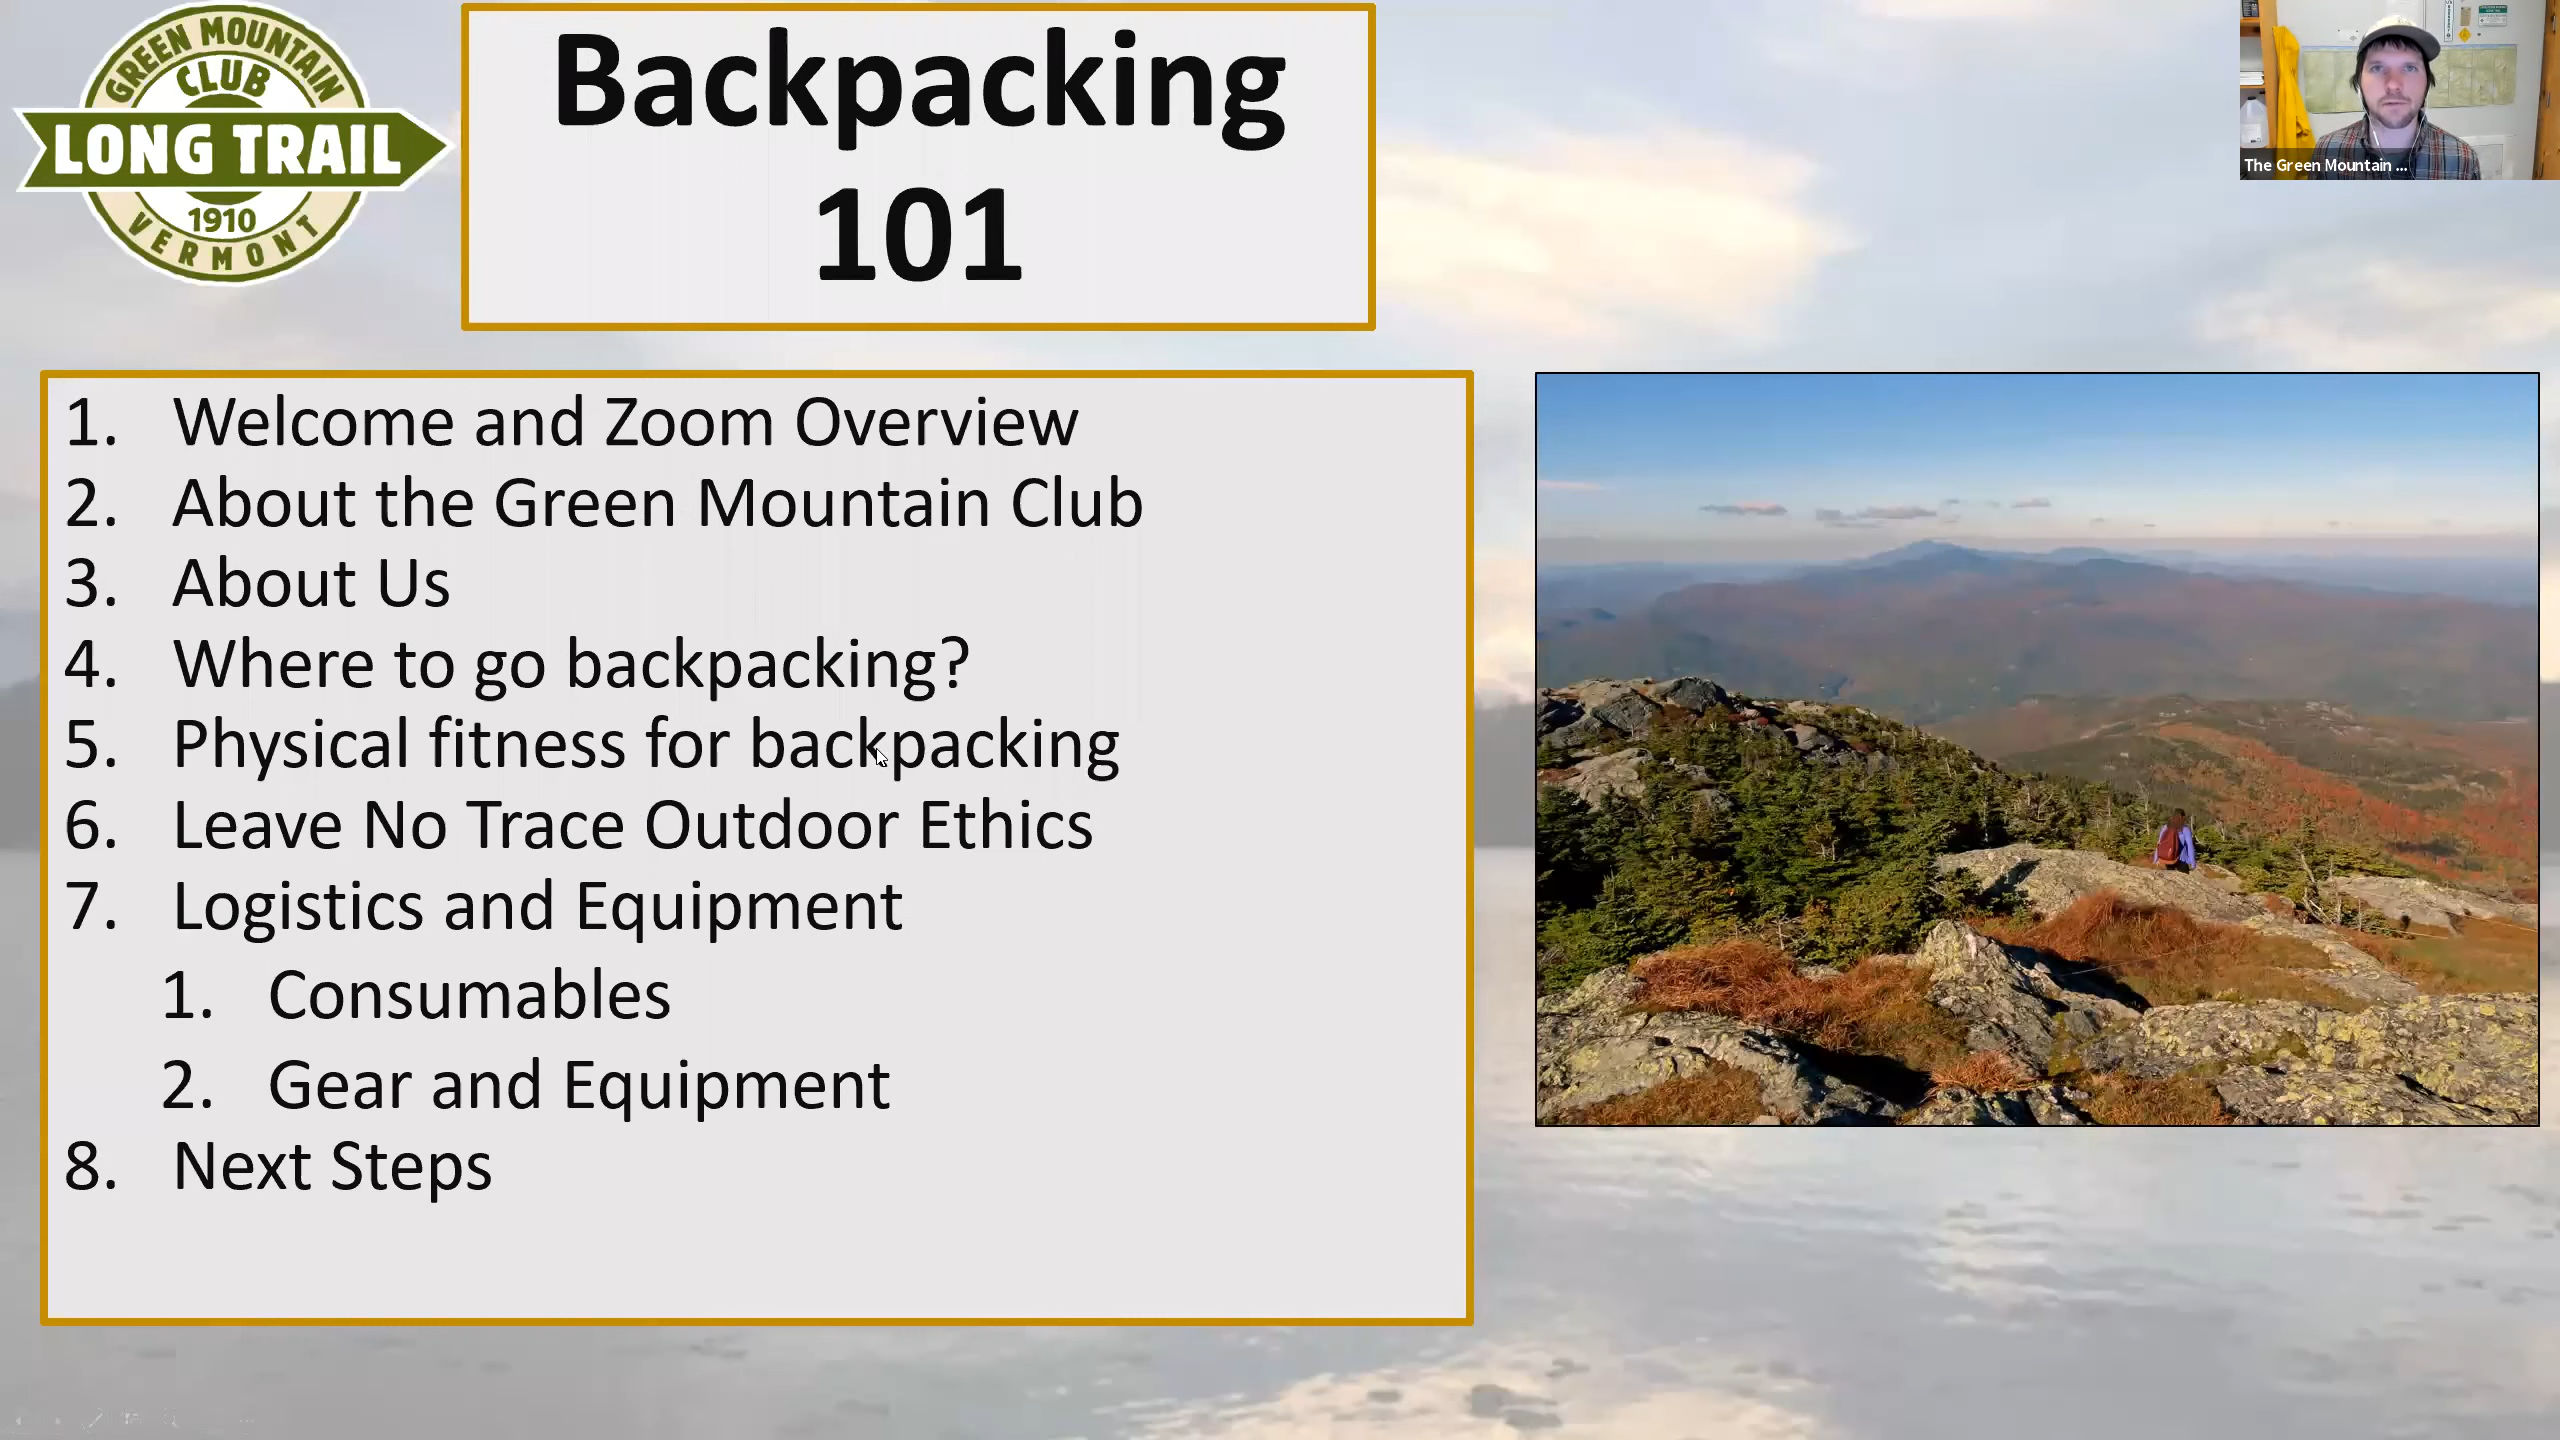 GREEN MOUNTAIN
CLUB
LONG TRAIL
1910
VERMONT
Backpacking
101
The Green Mountain ...
1. Welcome and Zoom Overview
2. About the Green Mountain Club
3. About Us
4. Where to go backpacking?
5. Physical fitness for backpacking
6. Leave No Trace Outdoor Ethics
7. Logistics and Equipment
1. Consumables
2. Gear and Equipment
8. Next Steps